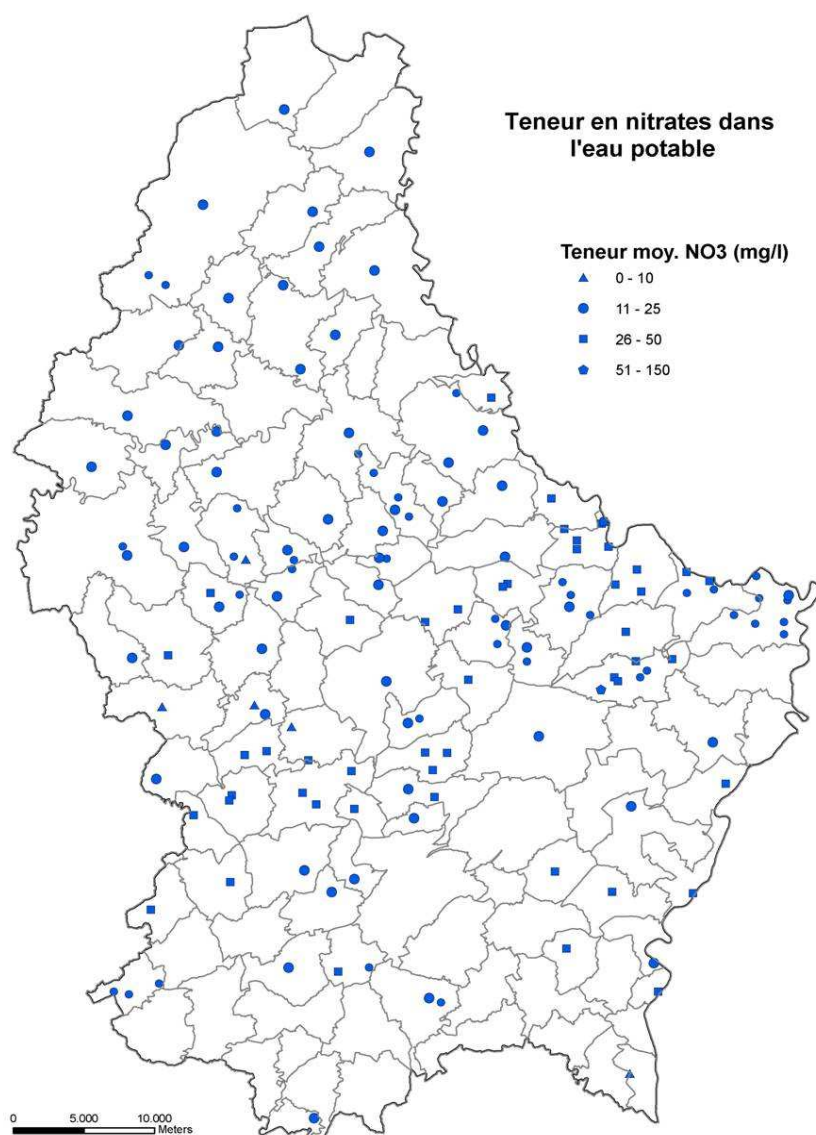 Teneur en nitrates dans
l'eau potable
Teneur moy. NO3 (mg/l)
0 - 10
11 - 25
26 - 50
51 - 150
0 5.000 10.000
Meters